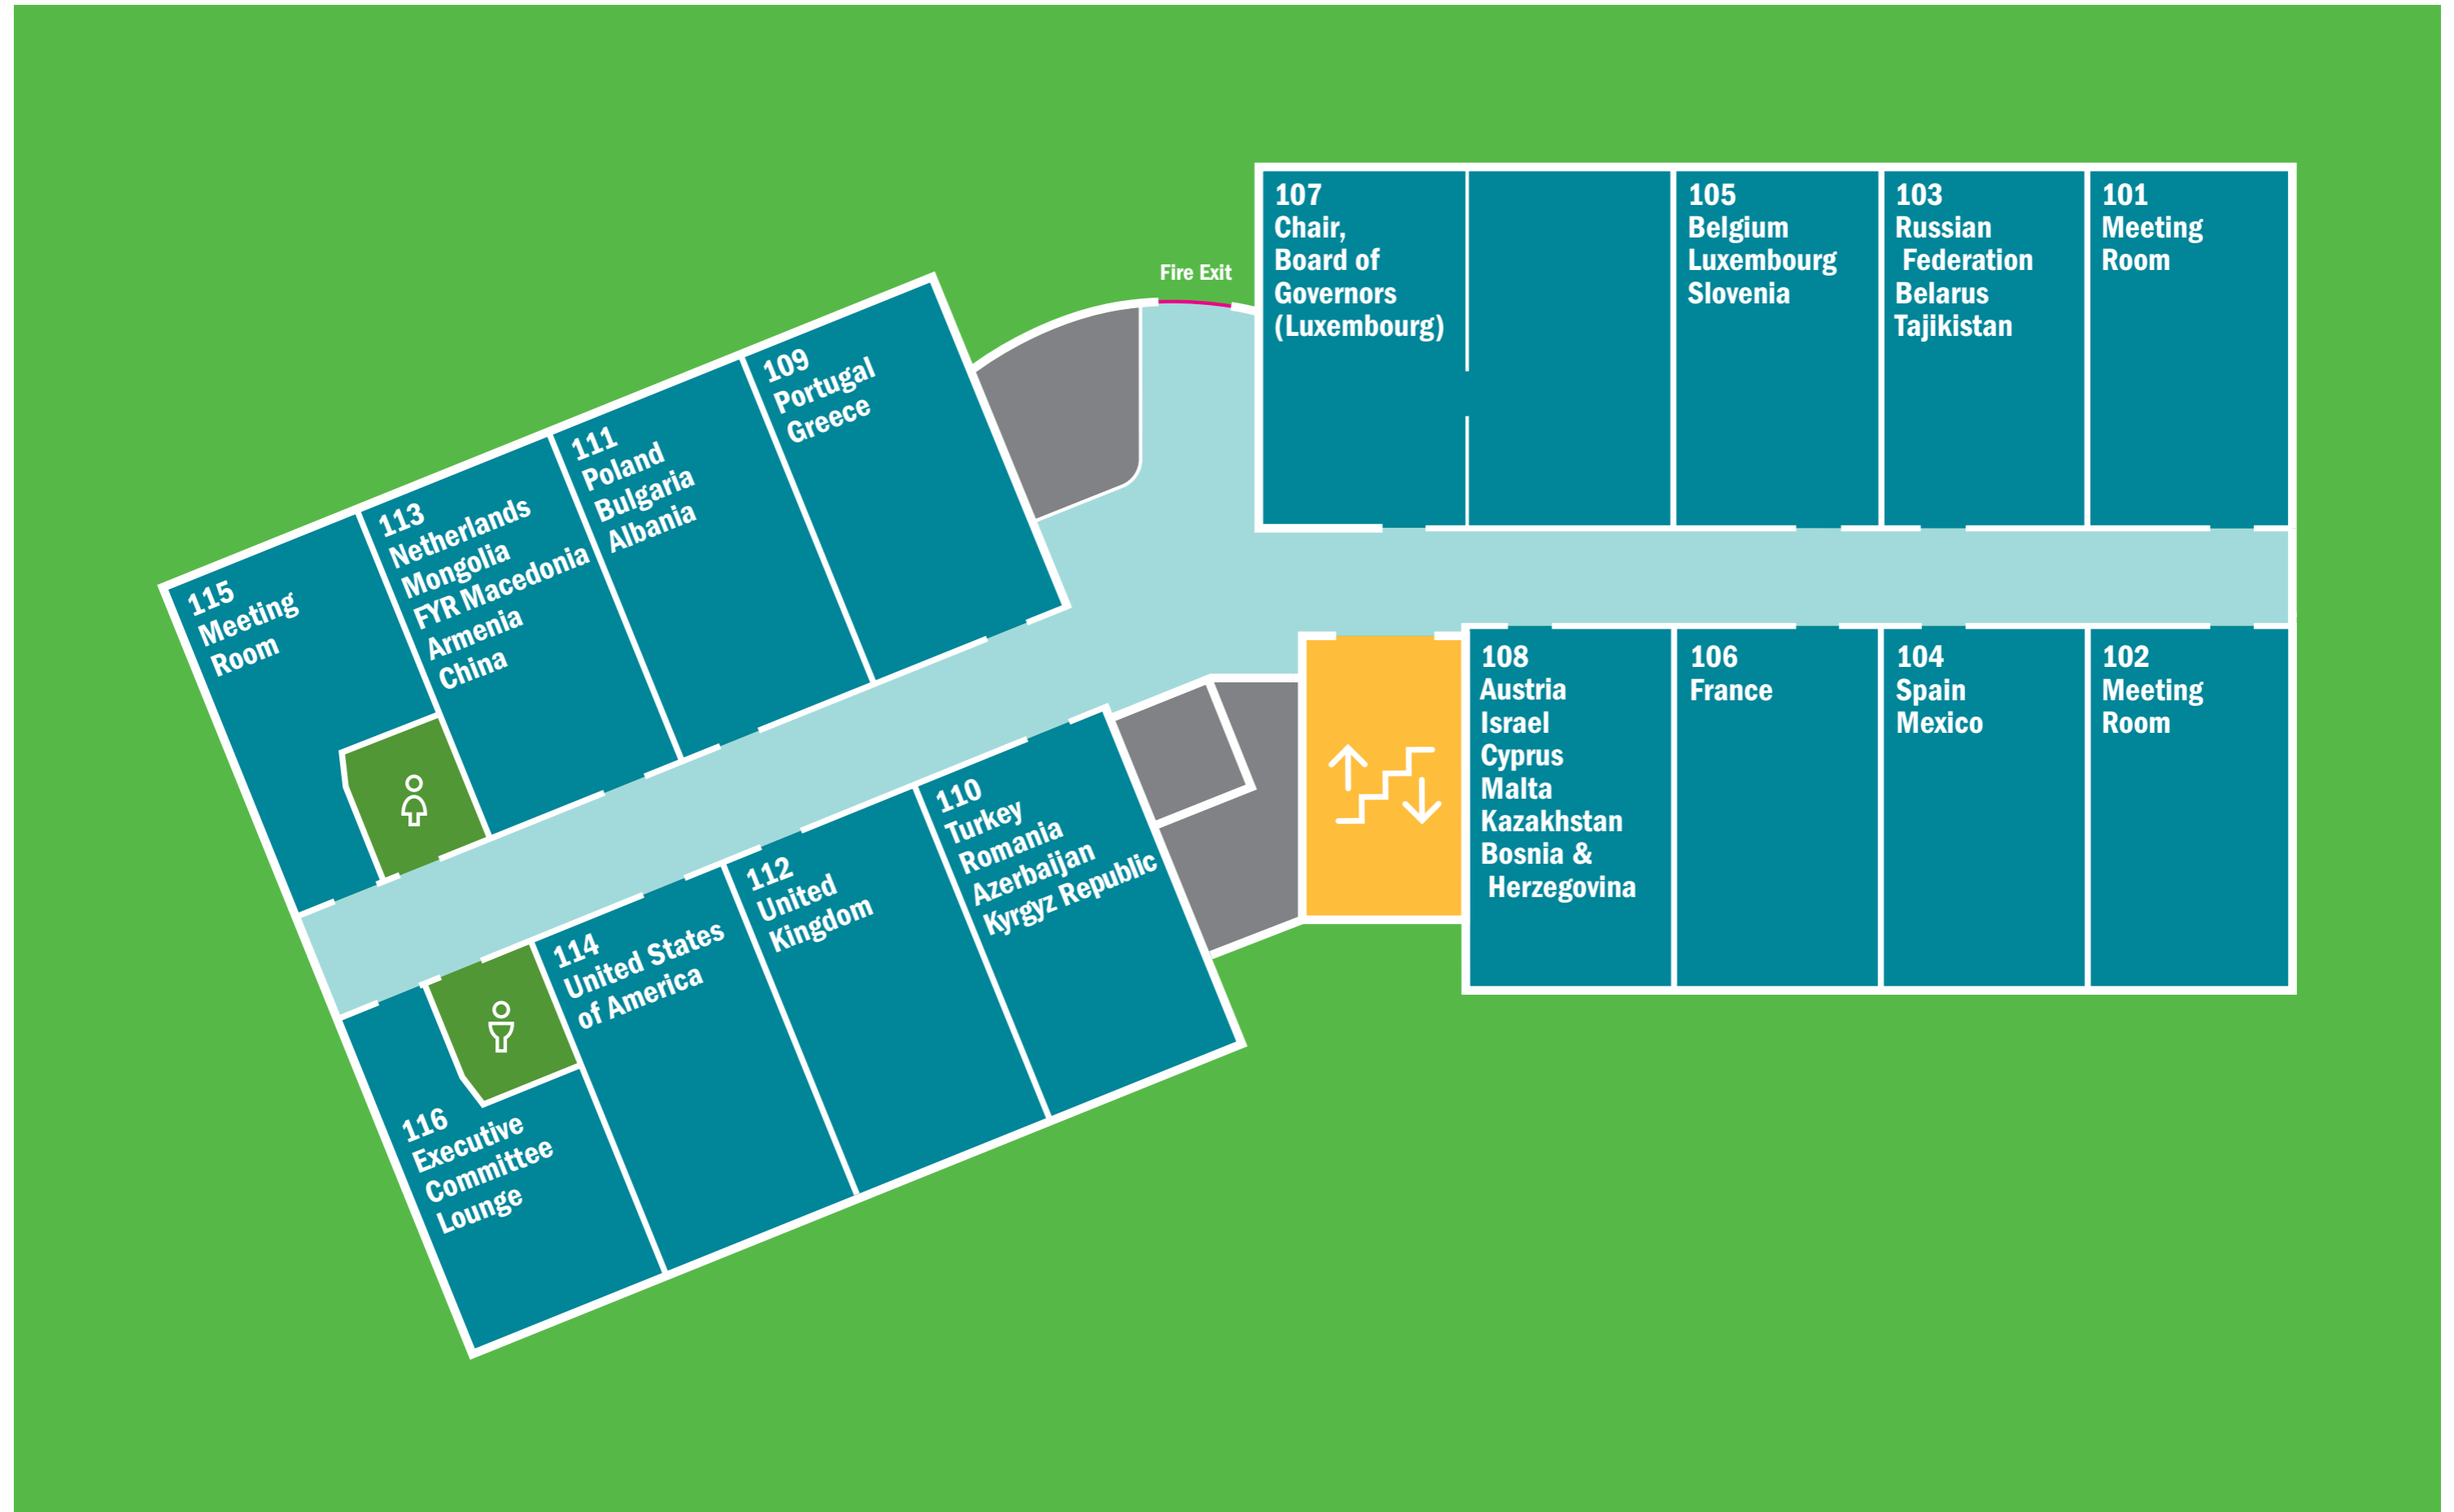 Fire Exit
107
Chair,
Board of
Governors
(Luxembourg)
105
Belgium
Luxembourg
Slovenia
103
Russian
Federation
Belarus
Tajikistan
101
Meeting
Room
109
Portugal
Greece
111
Poland
Bulgaria
Albania
113
Netherlands
Mongolia
FYR Macedonia
Armenia
China
115
Meeting
Room
108
Austria
Israel
Cyprus
Malta
Kazakhstan
Bosnia &
Herzegovina
106
France
104
Spain
Mexico
102
Meeting
Room
110
Turkey
Romania
Azerbaijan
Kyrgyz Republic
112
United
Kingdom
114
United States
of America
116
Executive
Committee
Lounge